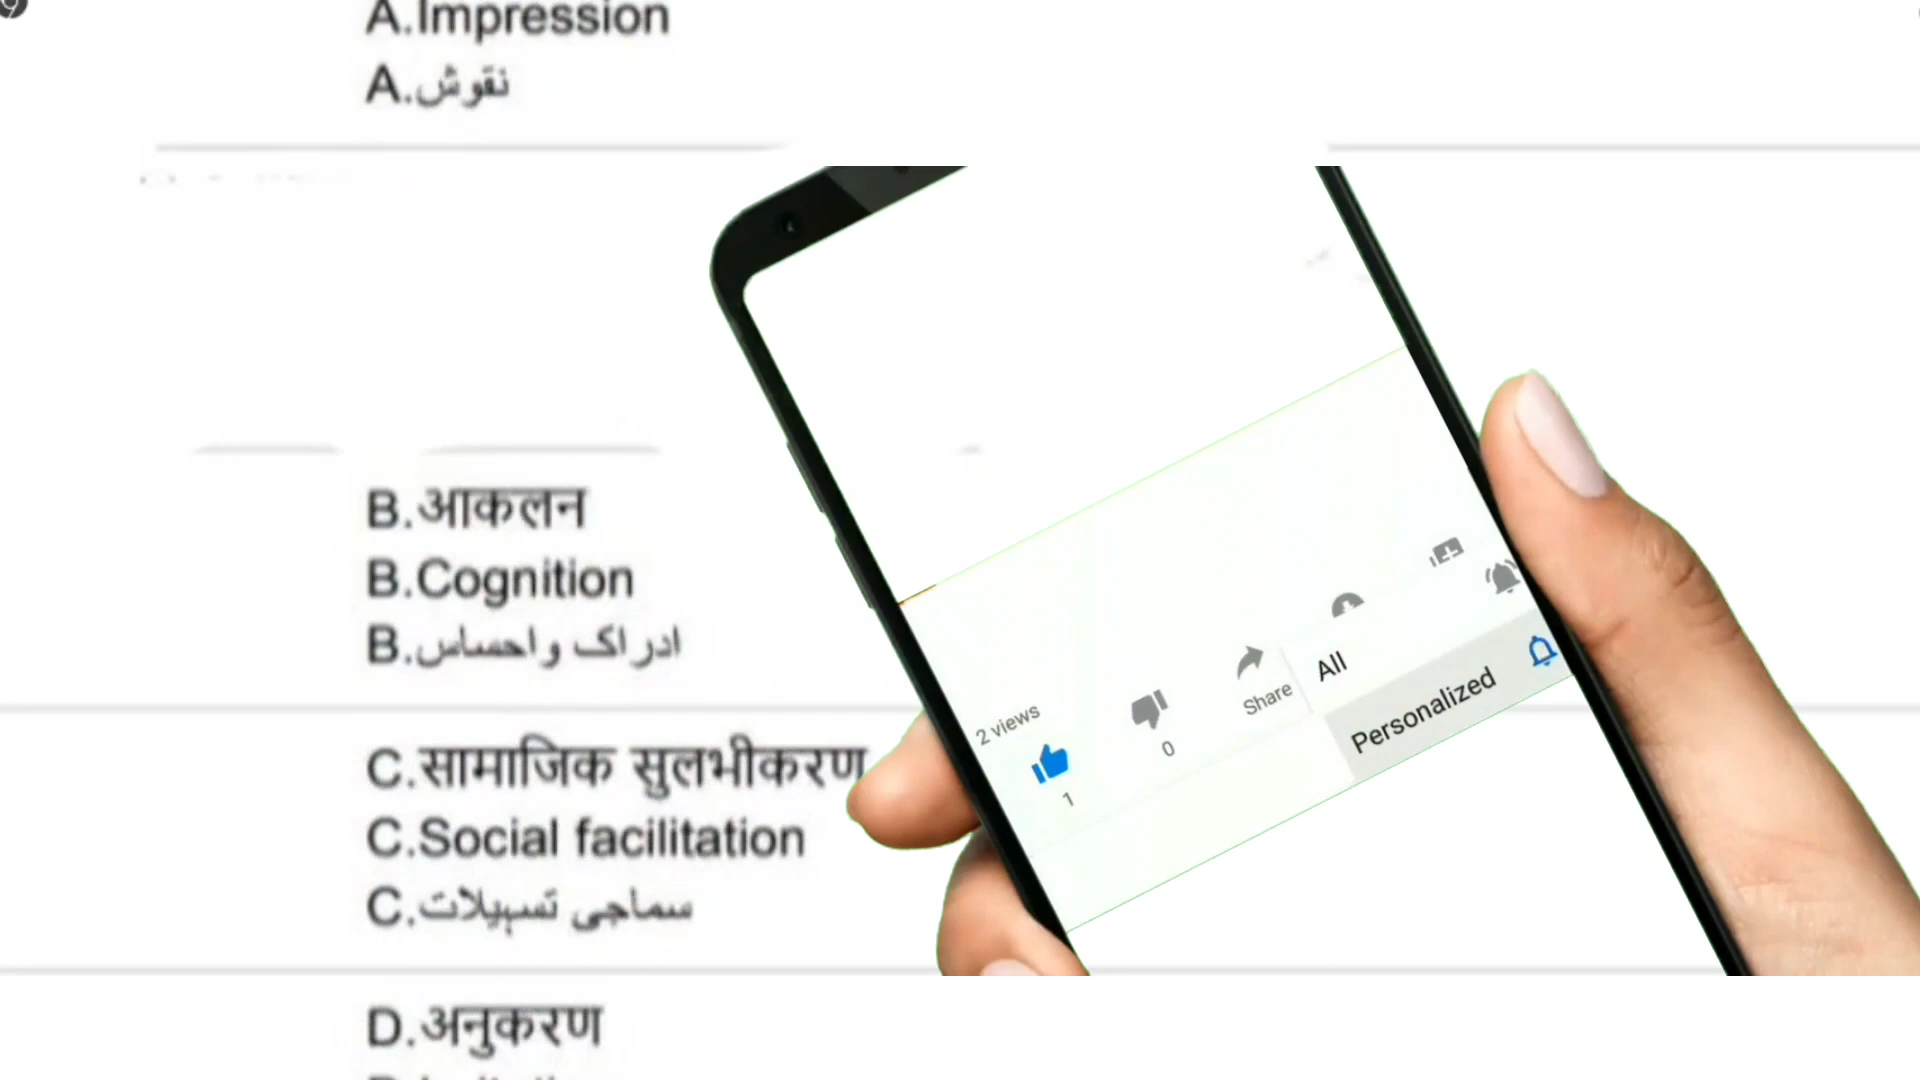 A.Impression
A.نقوش
B.आकलन
B.Cognition
B.ادراک و احساس
C.सामाजिक सुलभीकरण
C.Social facilitation
C.سماجی تسہیلات
D.अनुकरण
2 views
1
0
Share
All
Personalized